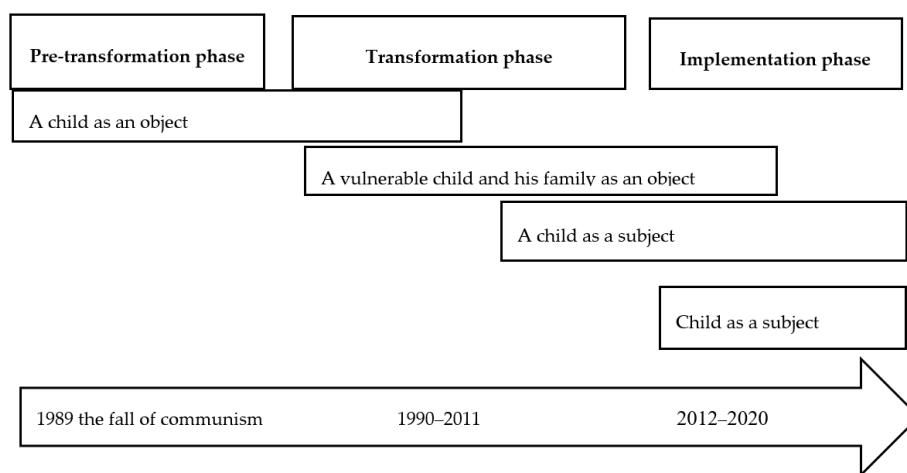 Pre-transformation phase
Transformation phase
Implementation phase
A child as an object
A vulnerable child and his family as an object
A child as a subject
Child as a subject
1989 the fall of communism
1990–2011
2012–2020